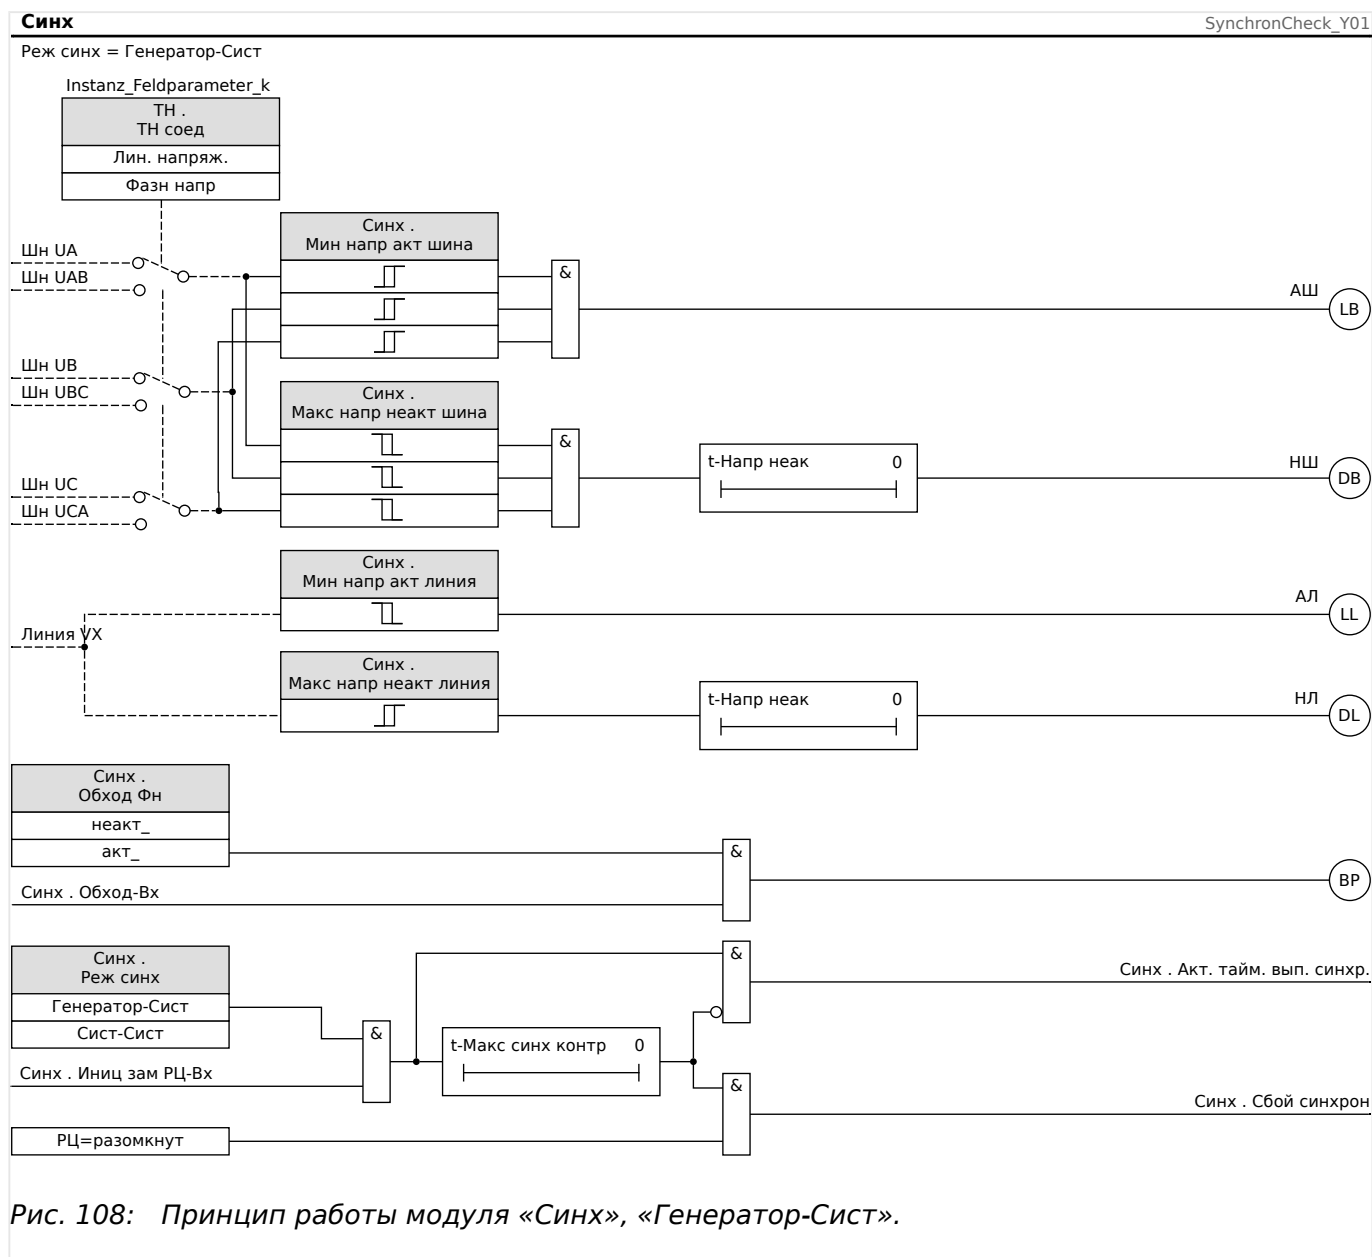 Синх
SynchronCheck_Y01
Реж синх = Генератор-Сист
Instanz_Feldparameter_k
ТН .
ТН соед
Лин. напряж.
Фазн напр
Шн UA
Шн UAB
Синх .
Мин напр акт шина
&
АШ
LB
Шн UB
Шн UBC
Синх .
Макс напр неакт шина
&
t-Напр неак 0
НШ
DB
Шн UC
Шн UCA
Синх .
Мин напр акт линия
АЛ
LL
Линия VX
Синх .
Макс напр неакт линия
t-Напр неак 0
НЛ
DL
Синх .
Обход Фн
неакт_
акт_
&
Синх . Обход-Вх
BP
Синх .
Реж синх
Генератор-Сист
Сист-Сист
&
&
Синх . Акт. тайм. вып. синхр.
t-Макс синх контр 0
Синх . Иниц зам РЦ-Вх
&
Синх . Сбой синхрон
РЦ=разомкнут
Рис. 108: Принцип работы модуля «Синх», «Генератор-Сист».